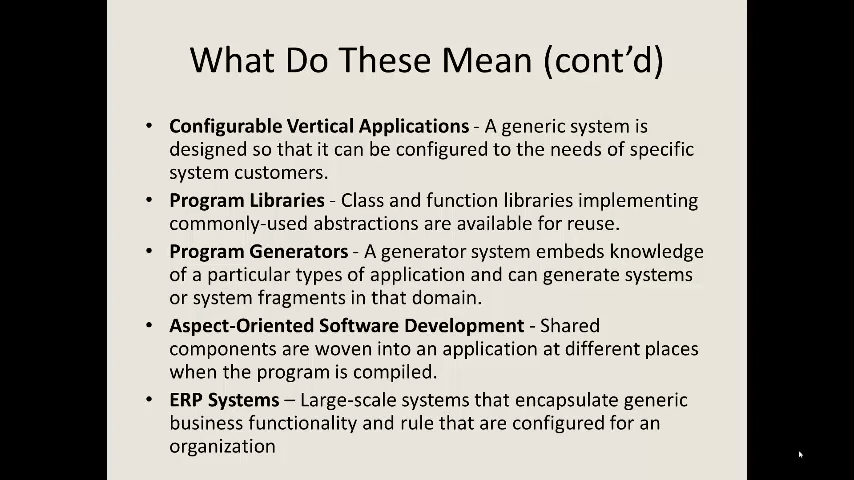 What Do These Mean (cont’d)
• Configurable Vertical Applications - A generic system is
designed so that it can be configured to the needs of specific
system customers.
• Program Libraries - Class and function libraries implementing
commonly-used abstractions are available for reuse.
• Program Generators - A generator system embeds knowledge
of a particular types of application and can generate systems
or system fragments in that domain.
• Aspect-Oriented Software Development - Shared
components are woven into an application at different places
when the program is compiled.
• ERP Systems – Large-scale systems that encapsulate generic
business functionality and rule that are configured for an
organization